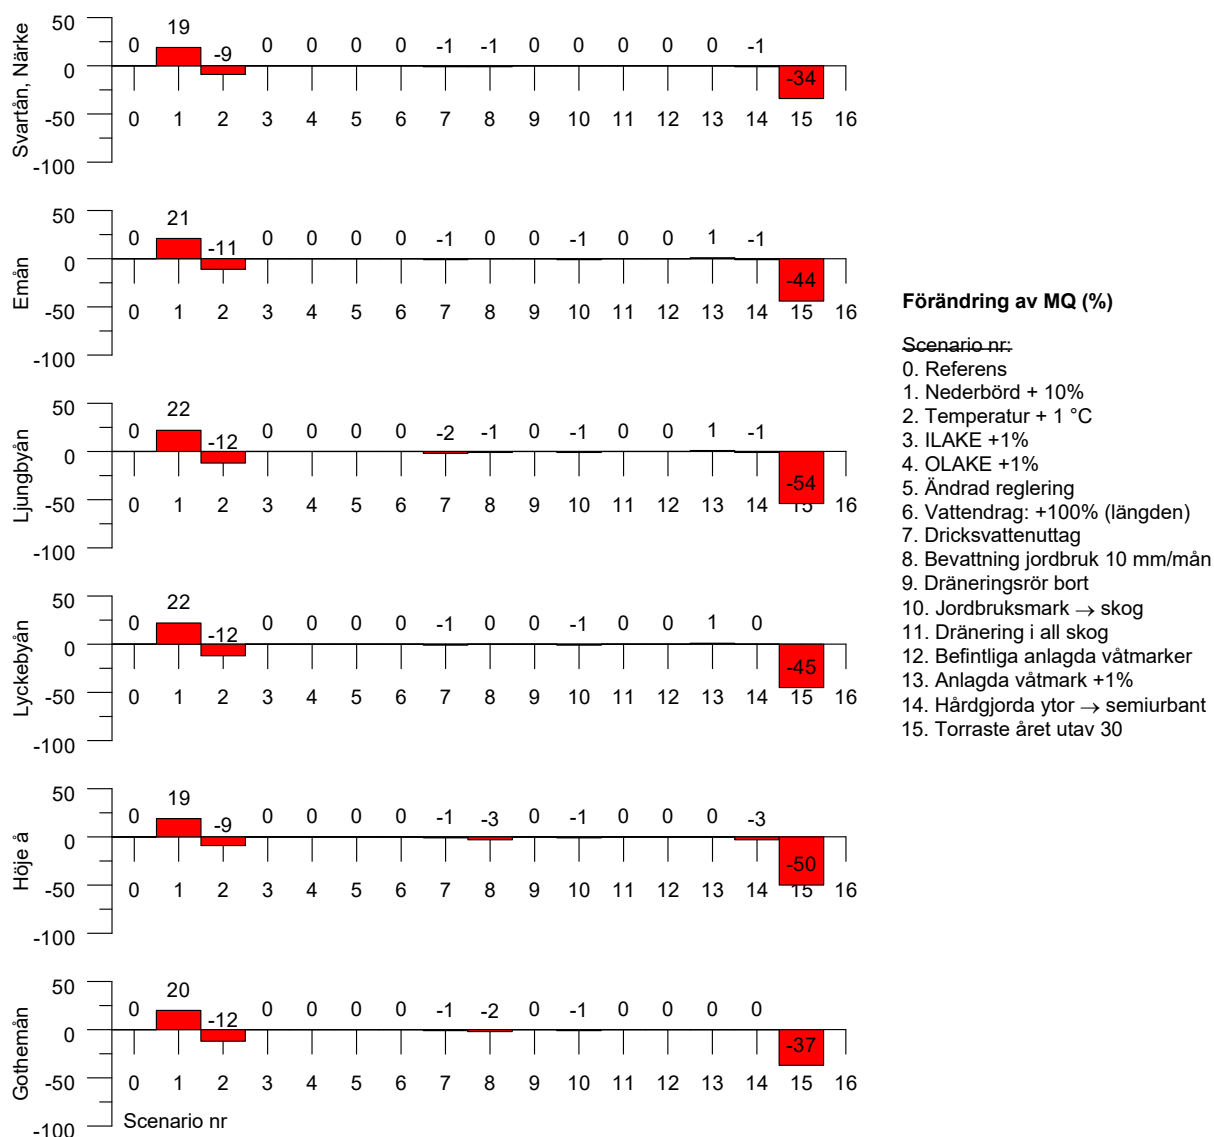 50
19
0 -9 0 0 0 0 -1 -1 0 0 0 0 0 -1
0
-34
-50
0 1 2 3 4 5 6 7 8 9 10 11 12 13 14 15 16
-100
Svartån, Närke
50
21
0 -11 0 0 0 0 -1 0 0 -1 0 0 1 -1
0
-44
-50
0 1 2 3 4 5 6 7 8 9 10 11 12 13 14 15 16
-100
Emån
50
22
0 -12 0 0 0 0 -2 -1 0 -1 0 0 1 -1
0
-54
-50
0 1 2 3 4 5 6 7 8 9 10 11 12 13 14 15 16
-100
Ljungbyån
50
22
0 -12 0 0 0 0 -1 0 0 -1 0 0 1 0
0
-45
-50
0 1 2 3 4 5 6 7 8 9 10 11 12 13 14 15 16
-100
Lyckebyån
50
19
0 -9 0 0 0 0 -1 -3 0 -1 0 0 0 -3
0
-50
-50
0 1 2 3 4 5 6 7 8 9 10 11 12 13 14 15 16
-100
Höje å
50
20
0 -12 0 0 0 0 -1 -2 0 -1 0 0 0 0
0
-37
-50
0 1 2 3 4 5 6 7 8 9 10 11 12 13 14 15 16
-100
Gothemån
Scenario nr
Förändring av MQ (%)
Scenario nr:
0. Referens
1. Nederbörd + 10%
2. Temperatur + 1 °C
3. ILAKE +1%
4. OLAKE +1%
5. Ändrad reglering
6. Vattendrag: +100% (längden)
7. Dricksvattenuttag
8. Bevattning jordbruk 10 mm/mån
9. Dräneringsrör bort
10. Jordbruksmark → skog
11. Dränering i all skog
12. Befintliga anlagda våtmarker
13. Anlagda våtmark +1%
14. Hårdgjorda ytor → semiurbant
15. Torraste året utav 30